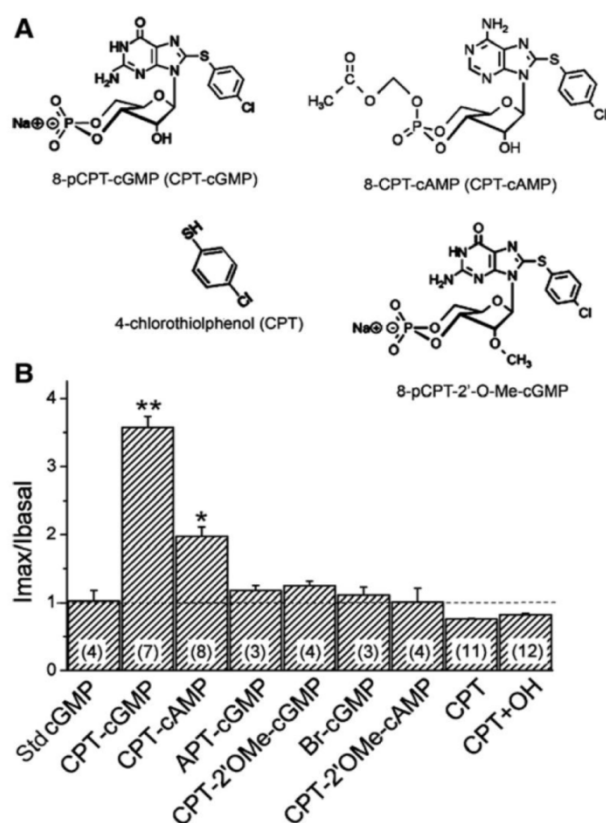 A
8-pCPT-cGMP (CPT-cGMP)
8-CPT-cAMP (CPT-cAMP)
4-chlorothiolphenol (CPT)
8-pCPT-2'-O-Me-cGMP
O
HN
H₂N
N
N
N
S
Cl
O
O
P
O
O
O
OH
Na⊕⊖
NH₂
N
N
N
N
S
Cl
O
C
H₃C
O
O
O
P
O
O
O
OH
SH
Cl
O
HN
H₂N
N
N
N
S
Cl
O
O
P
O
O
O
O
CH₃
Na⊕⊖
B
Imax/Ibasal
4
3
2
1
0
**
*
(4)
(7)
(8)
(3)
(4)
(3)
(4)
(11)
(12)
Std cGMP
CPT-cGMP
CPT-cAMP
APT-cGMP
CPT-2'OMe-cGMP
Br-cGMP
CPT-2'OMe-cAMP
CPT
CPT+OH